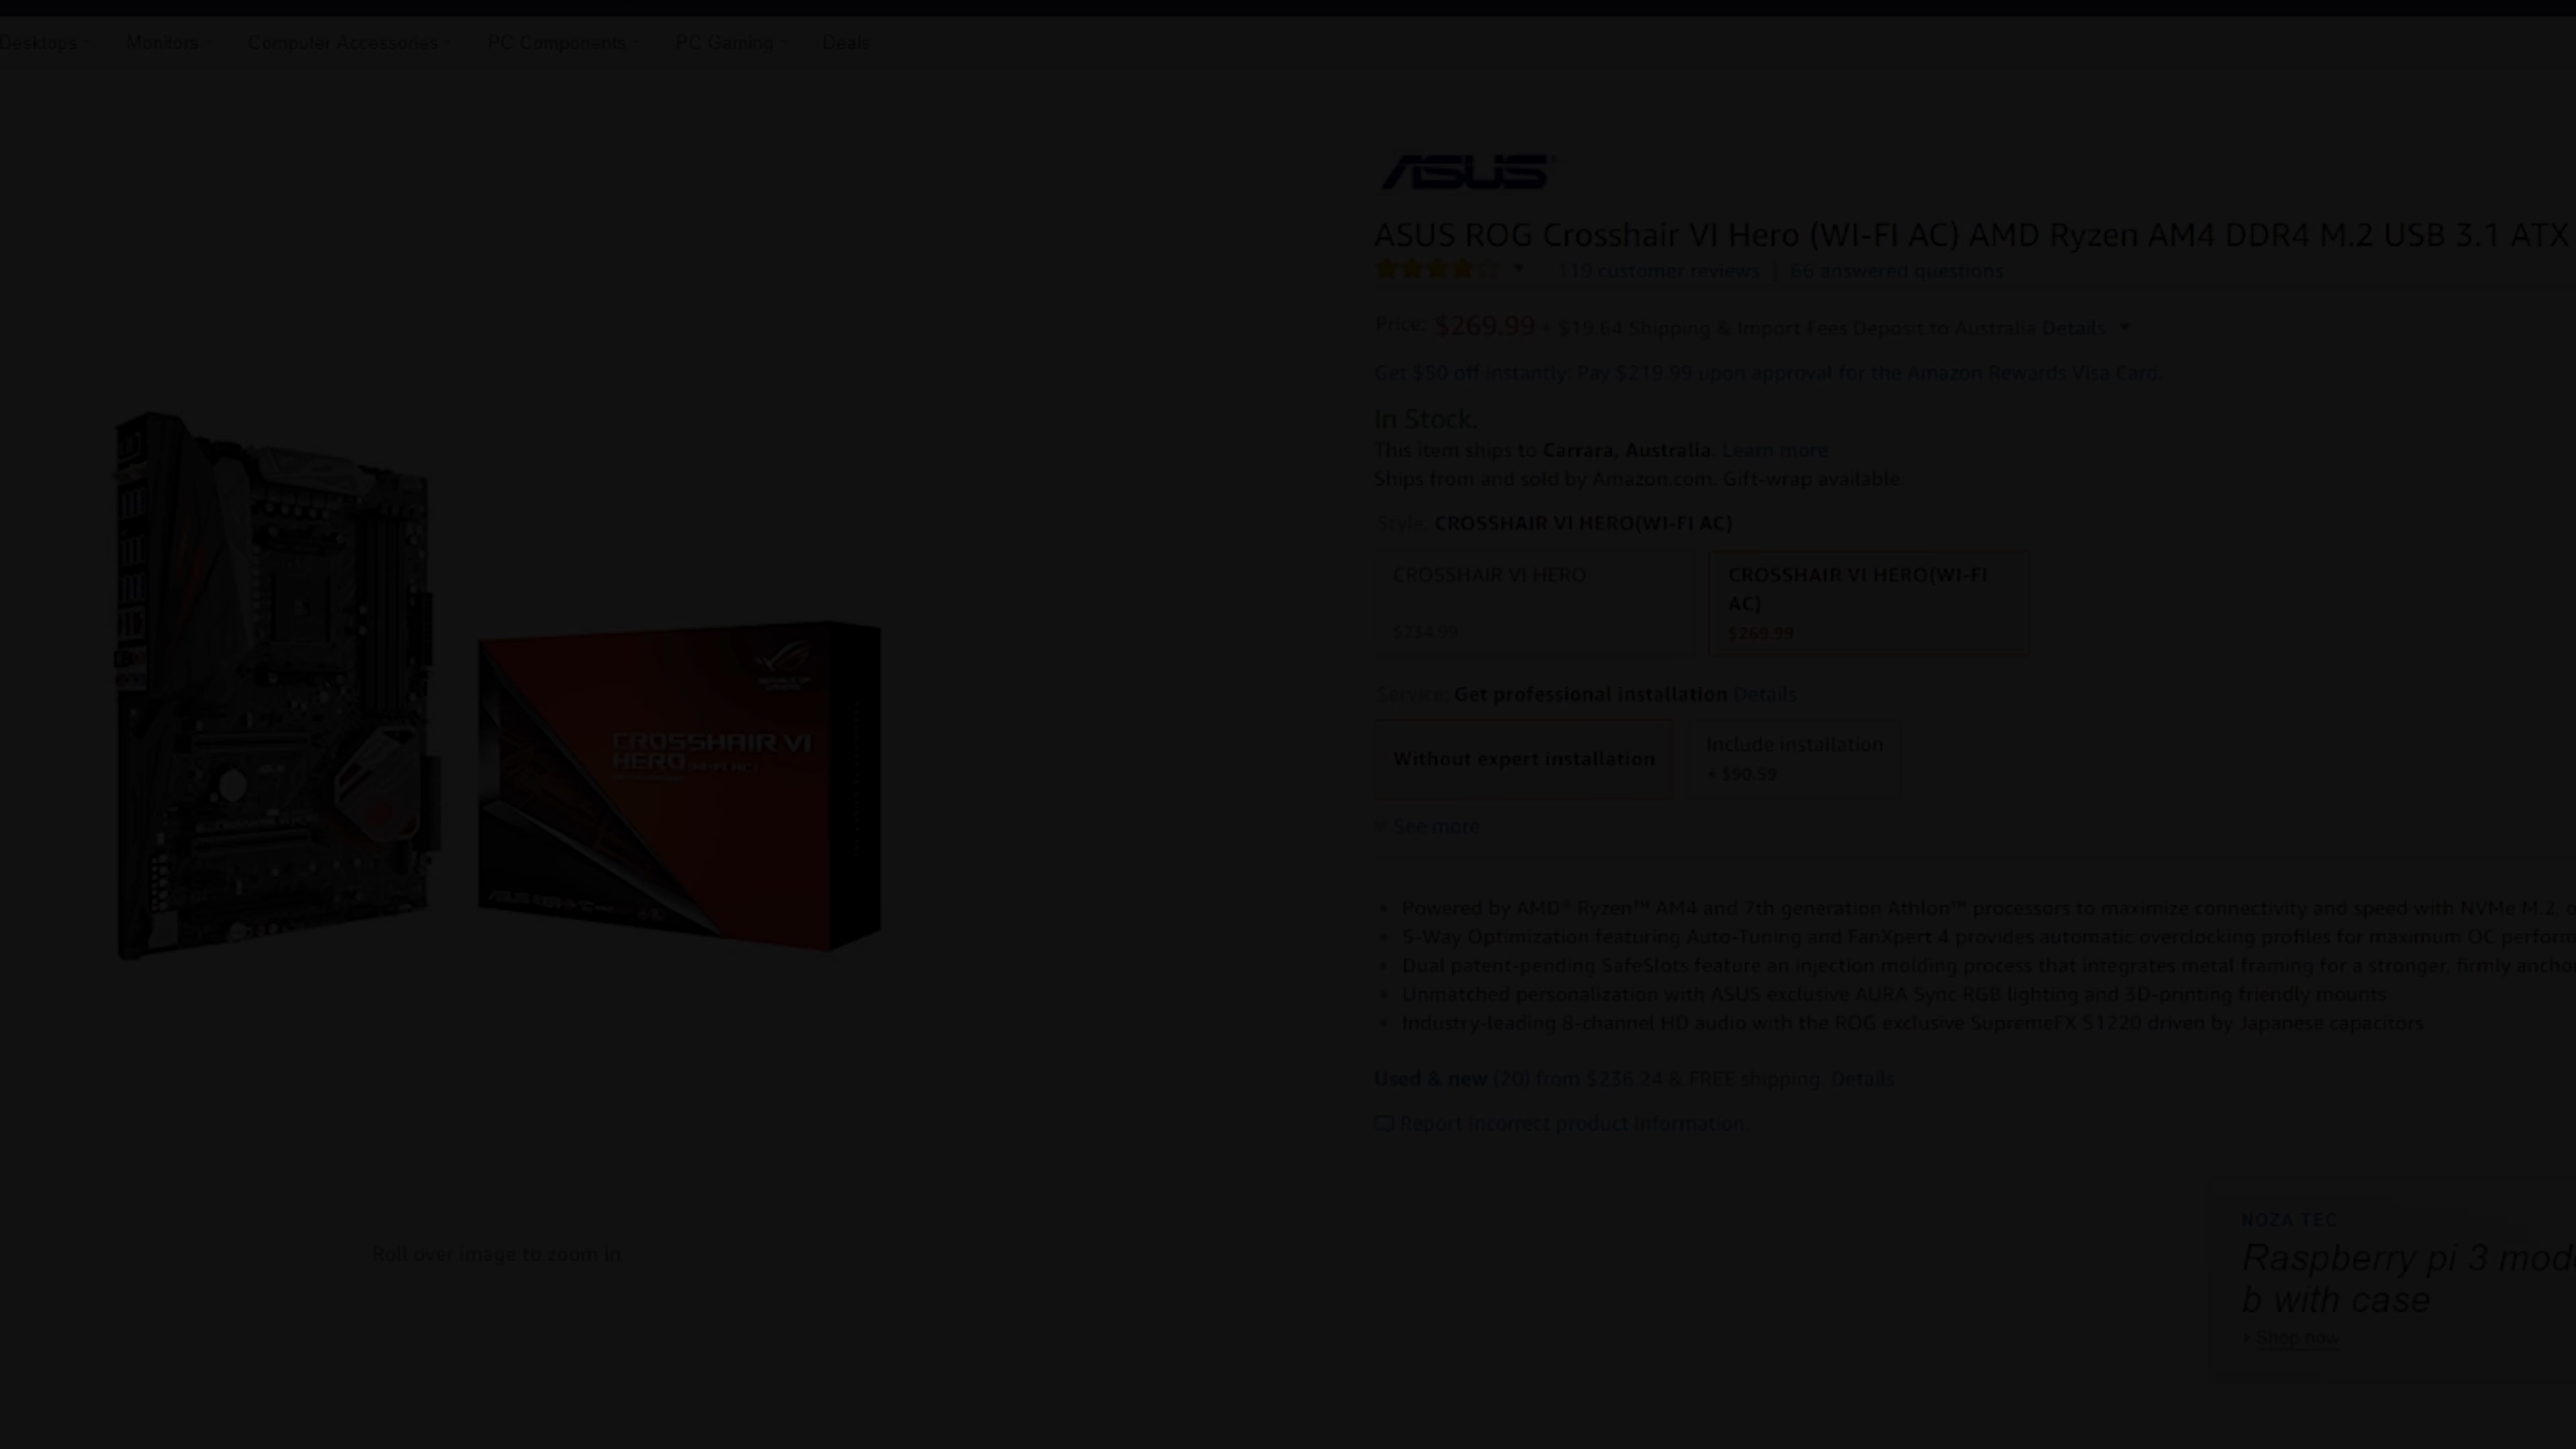 Desktops
Monitors
Computer Accessories
PC Components
PC Gaming
Deals
ASUS
ASUS ROG Crosshair VI Hero (WI-FI AC) AMD Ryzen AM4 DDR4 M.2 USB 3.1 ATX
119 customer reviews | 56 answered questions
Price: $269.99 + $19.64 Shipping & Import Fees Deposit to Australia Details
Get $50 off instantly: Pay $219.99 upon approval for the Amazon Rewards Visa Card.
In Stock.
This item ships to Carrara, Australia. Learn more
Ships from and sold by Amazon.com. Gift-wrap available.
Style: CROSSHAIR VI HERO(WI-FI AC)
CROSSHAIR VI HERO
$234.99
CROSSHAIR VI HERO(WI-FI
AC)
$269.99
Service: Get professional installation Details
Without expert installation
Include installation
+ $90.59
See more
CROSSHAIR VI
HERO (WI-FI AC)
• Powered by AMD® Ryzen™ AM4 and 7th generation Athlon™ processors to maximize connectivity and speed with NVMe M.2,
• 5-Way Optimization featuring Auto-Tuning and FanXpert 4 provides automatic overclocking profiles for maximum OC perform
• Dual patent-pending SafeSlots feature an injection molding process that integrates metal framing for a stronger, firmly ancho
• Unmatched personalization with ASUS exclusive AURA Sync RGB lighting and 3D-printing friendly mounts
• Industry-leading 8-channel HD audio with the ROG exclusive SupremeFX S1220 driven by Japanese capacitors
Used & new (20) from $236.24 & FREE shipping. Details
Report incorrect product information.
Roll over image to zoom in
NOZA TEC
Raspberry pi 3 mod
b with case
› Shop now